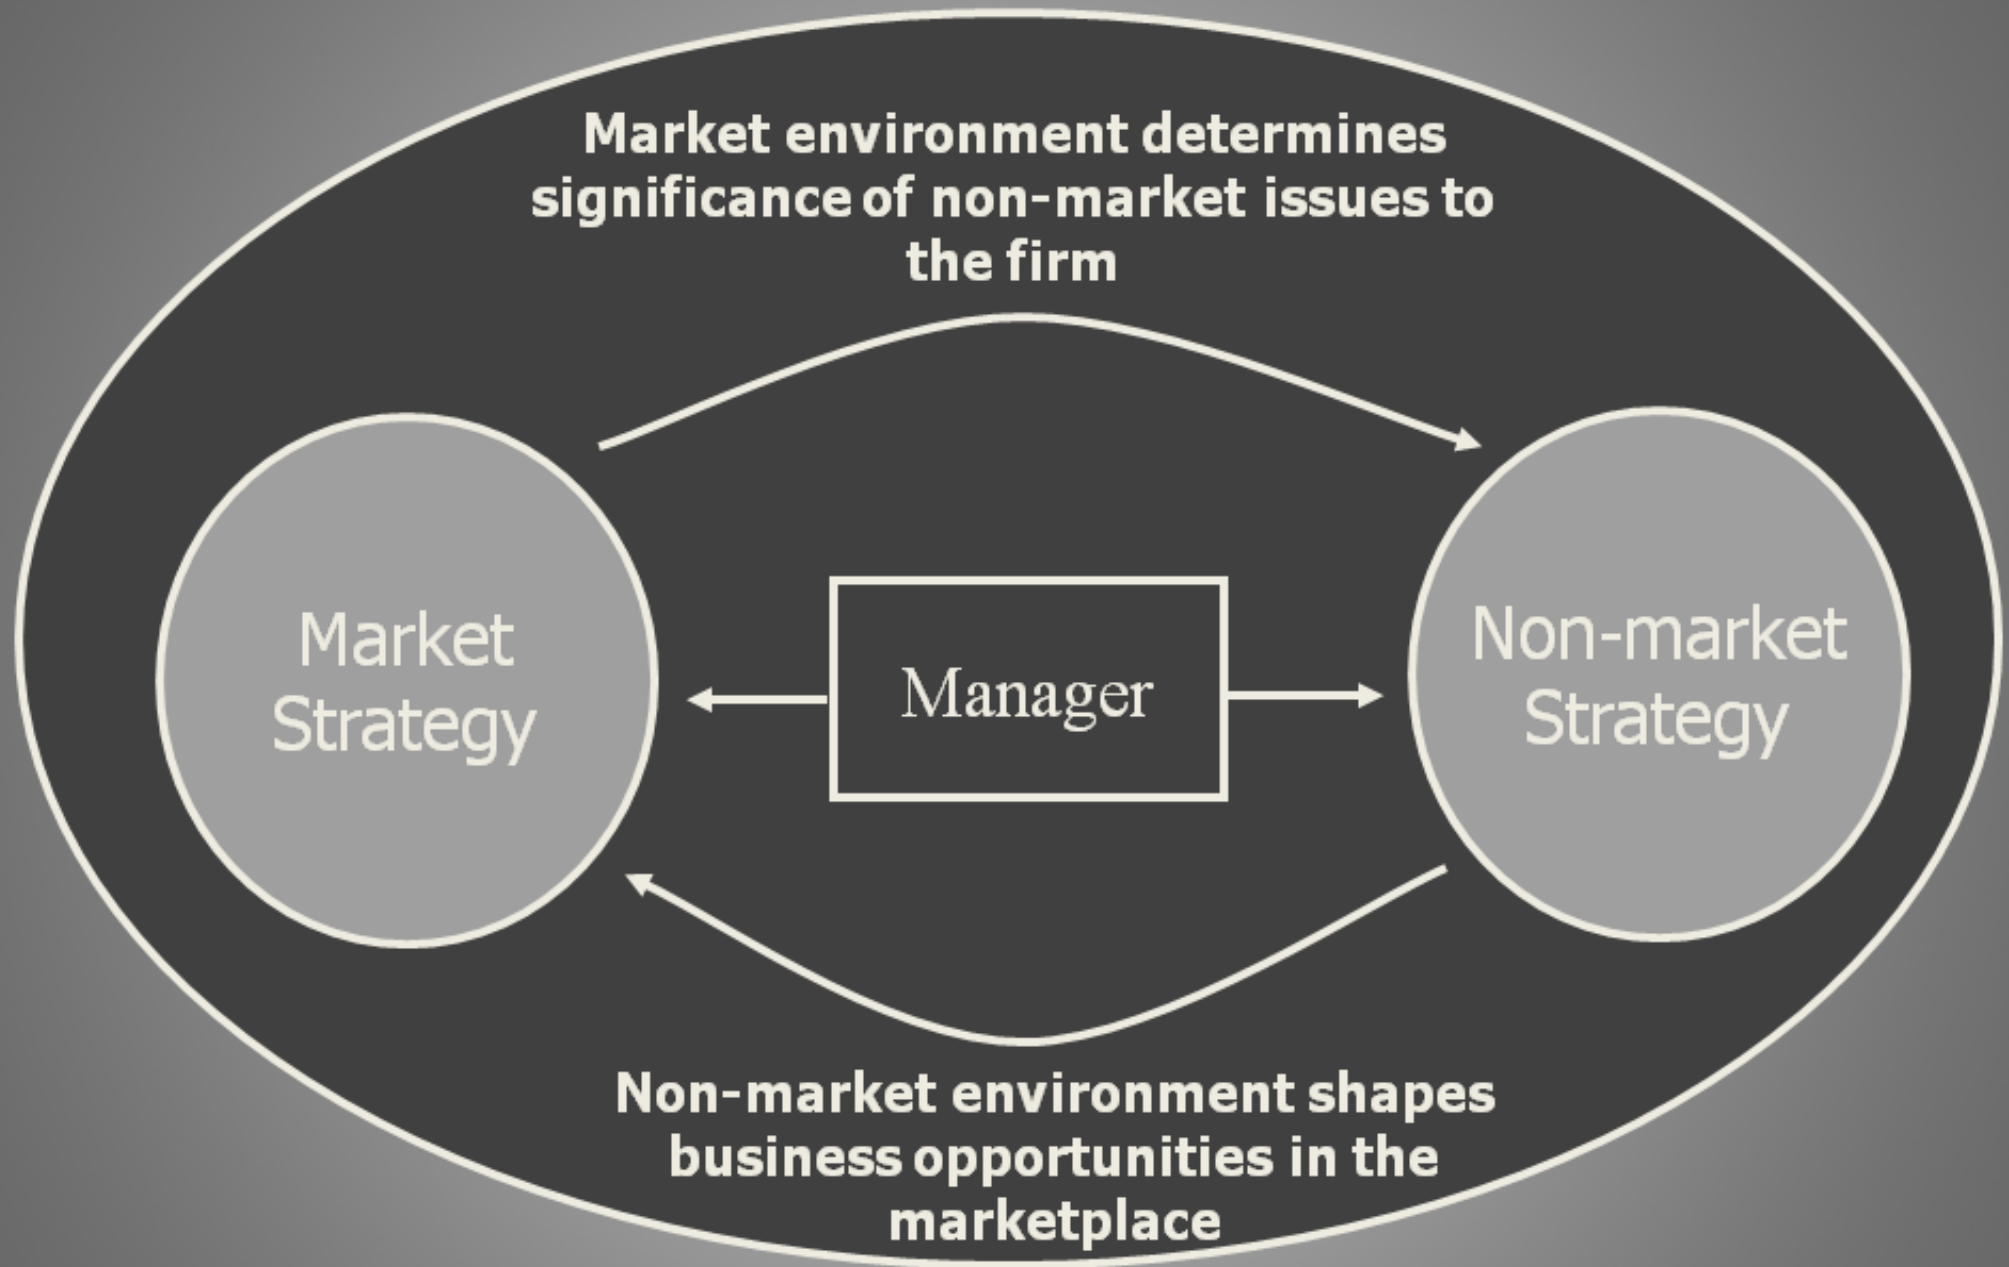 Market environment determines
significance of non-market issues to
the firm
Market
Strategy
Manager
Non-market
Strategy
Non-market environment shapes
business opportunities in the
marketplace